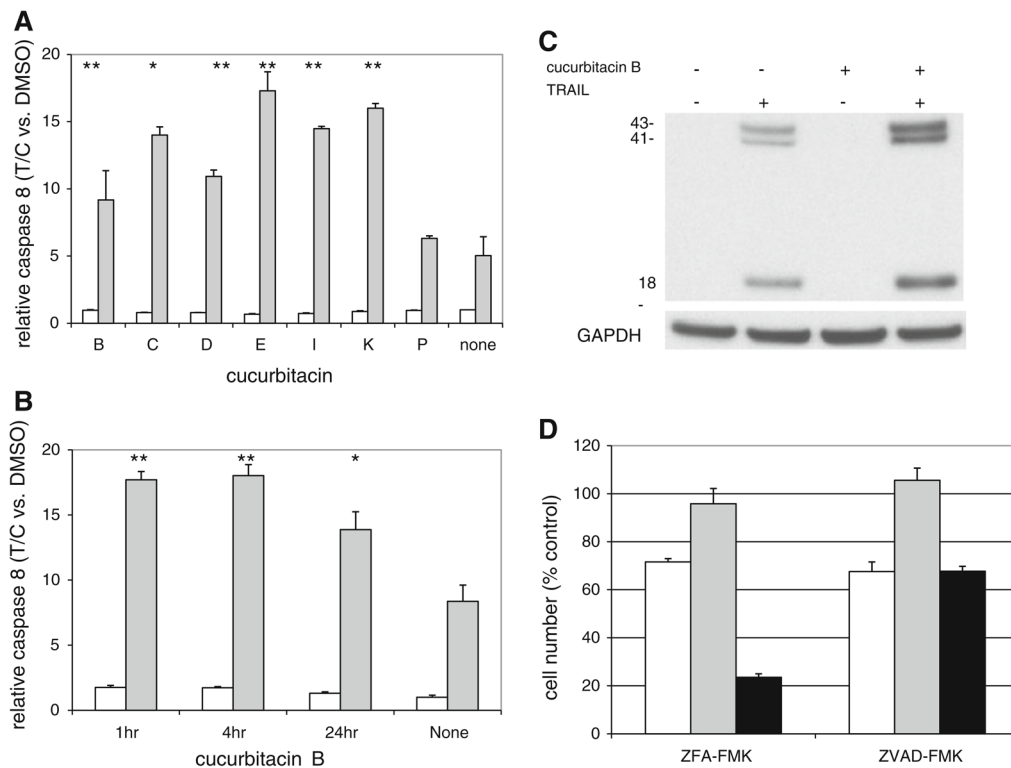 A
relative caspase 8 (T/C vs. DMSO)
20
15
10
5
0
** * ** ** ** **
B C D E I K P none
cucurbitacin
B
relative caspase 8 (T/C vs. DMSO)
20
15
10
5
0
** ** *
1hr 4hr 24hr None
cucurbitacin B
C
cucurbitacin B - - + +
TRAIL
- + - +
43-
41-
18
-
GAPDH
D
cell number (% control)
120
100
80
60
40
20
0
ZFA-FMK ZVAD-FMK